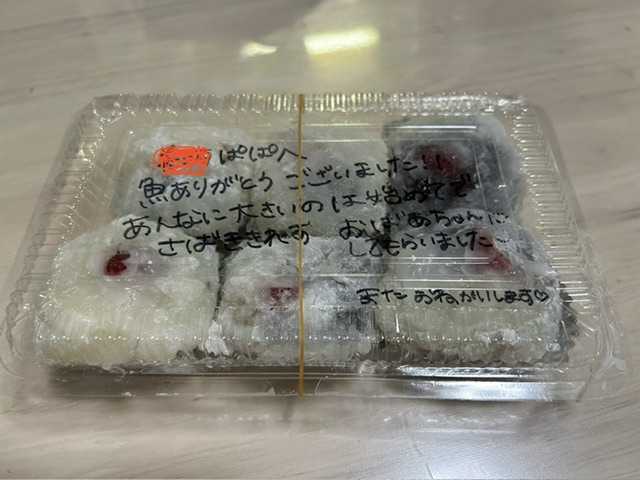 ぱぱへ
魚ありがとうございました!!
あんなに大きいのは始めてで
さばききれず おばあちゃんに
してもらいました〜
またおねがいします♡